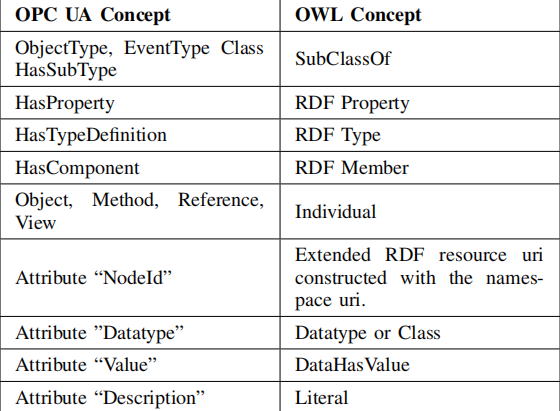 OPC UA Concept OWL Concept
ObjectType, EventType Class
HasSubType
SubClassOf
HasProperty RDF Property
HasTypeDefinition RDF Type
HasComponent RDF Member
Object, Method, Reference,
View
Individual
Attribute “NodeId”
Extended RDF resource uri
constructed with the names-
pace uri.
Attribute ”Datatype” Datatype or Class
Attribute “Value” DataHasValue
Attribute “Description” Literal